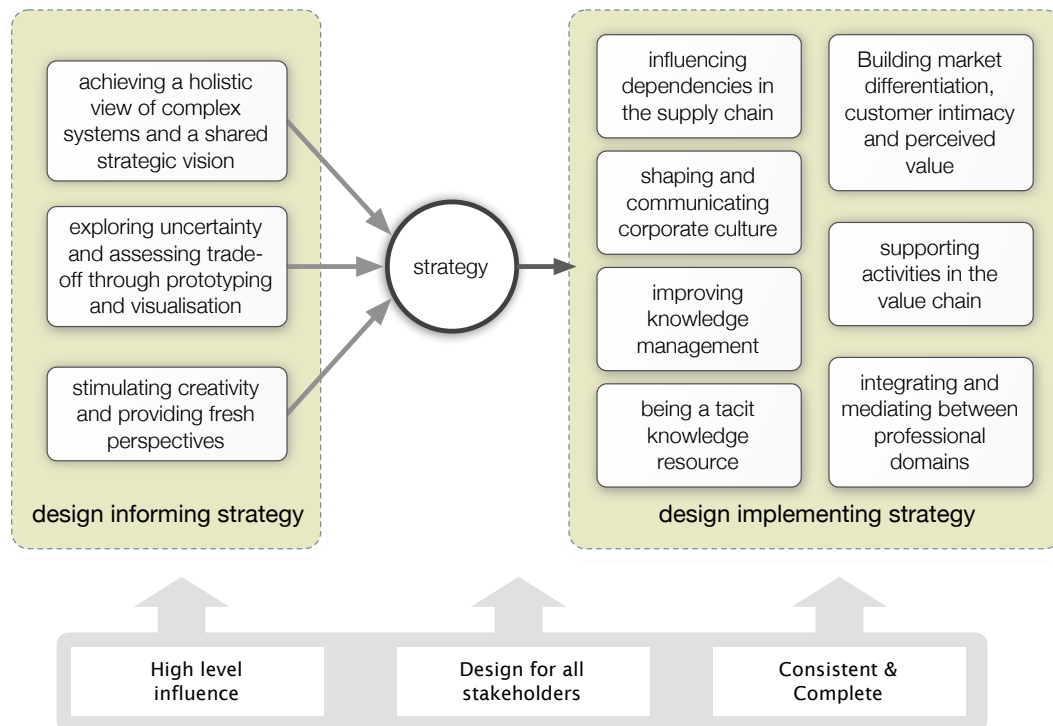 achieving a holistic
view of complex
systems and a shared
strategic vision
exploring uncertainty
and assessing trade-
off through prototyping
and visualisation
stimulating creativity
and providing fresh
perspectives
design informing strategy
strategy
influencing
dependencies in
the supply chain
shaping and
communicating
corporate culture
improving
knowledge
management
being a tacit
knowledge
resource
Building market
differentiation,
customer intimacy
and perceived
value
supporting
activities in the
value chain
integrating and
mediating between
professional
domains
design implementing strategy
High level
influence
Design for all
stakeholders
Consistent &
Complete